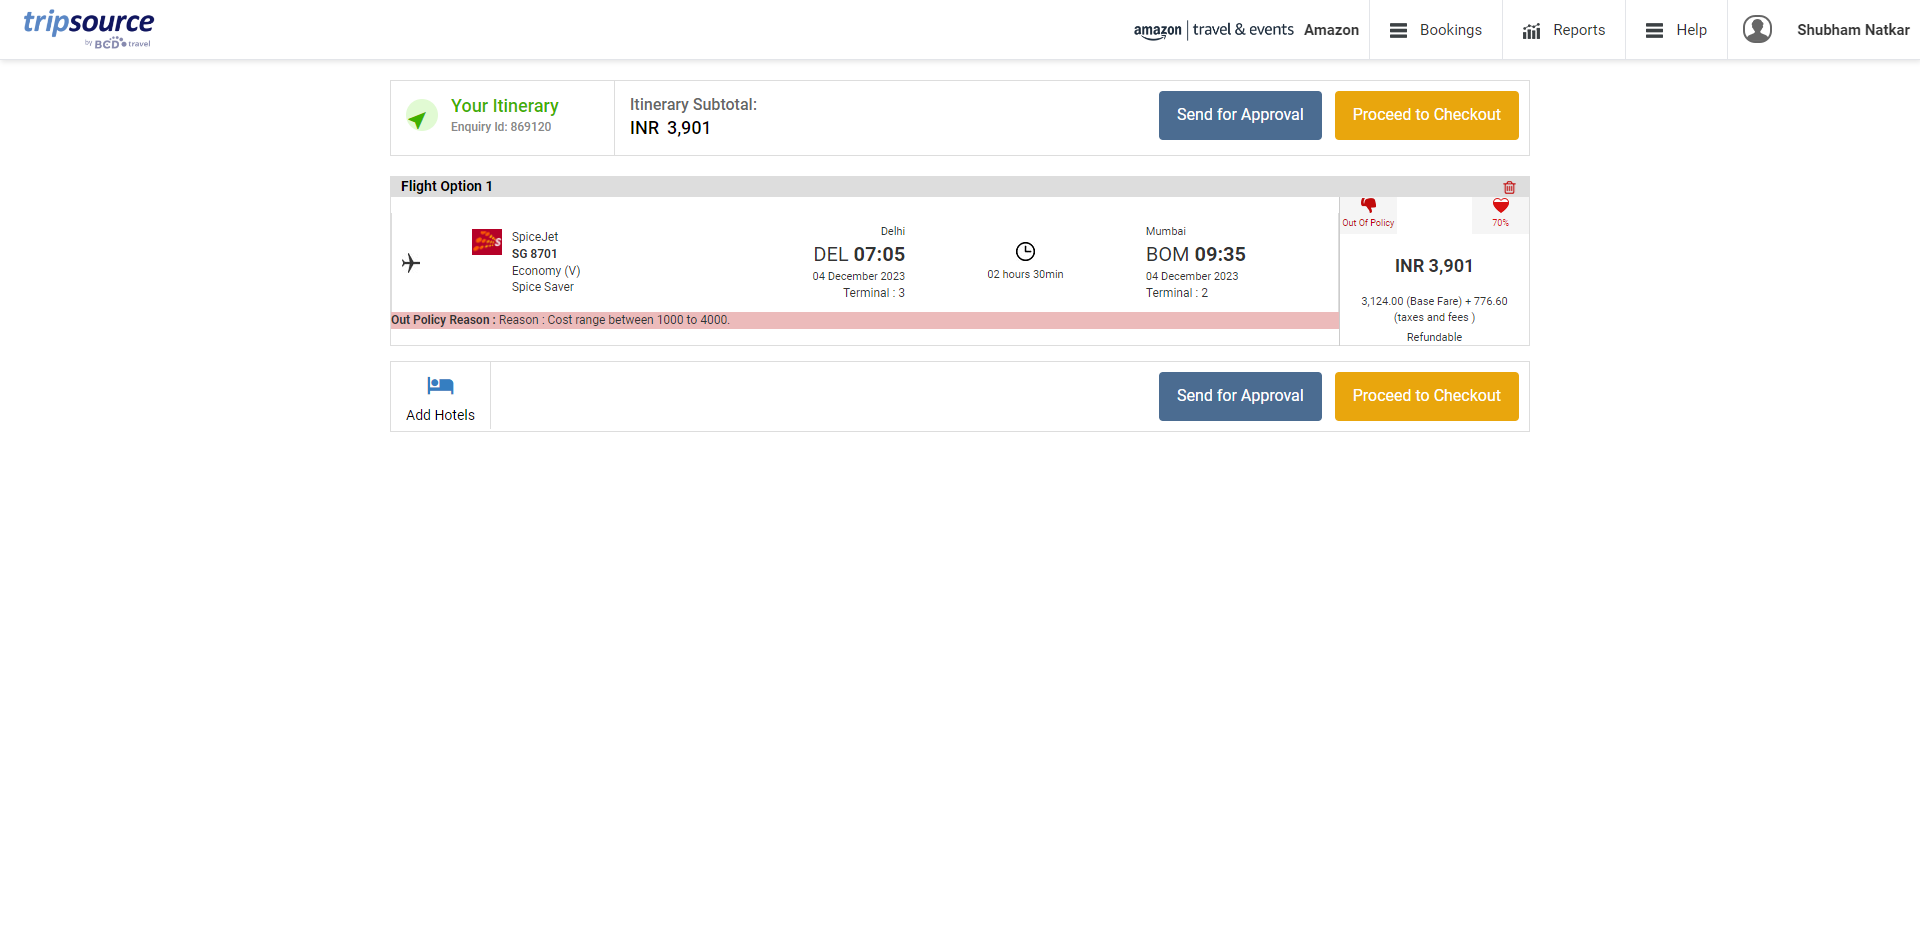 tripsource
by BCD travel
amazon travel & events Amazon
Bookings
Reports
Help
Shubham Natkar
Your Itinerary
Enquiry Id: 869120
Itinerary Subtotal:
INR 3,901
Send for Approval
Proceed to Checkout
Flight Option 1
SpiceJet
SG 8701
Economy (V)
Spice Saver
Delhi
DEL 07:05
04 December 2023
Terminal : 3
02 hours 30min
Mumbai
BOM 09:35
04 December 2023
Terminal : 2
Out Of Policy
70%
INR 3,901
3,124.00 (Base Fare) + 776.60
(taxes and fees )
Refundable
Out Policy Reason : Reason : Cost range between 1000 to 4000.
Add Hotels
Send for Approval
Proceed to Checkout